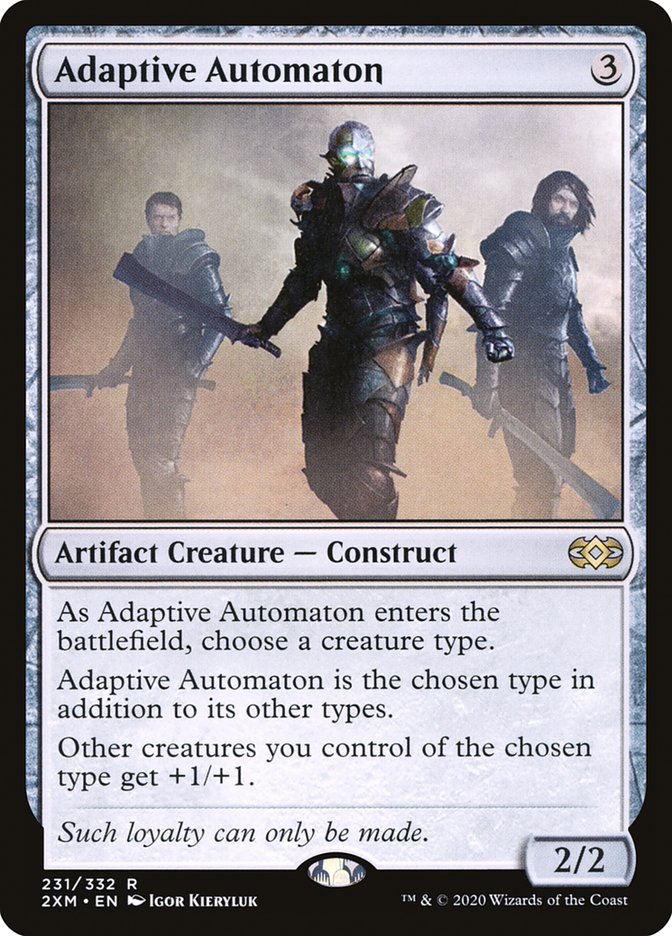 Adaptive Automaton 3
Artifact Creature — Construct
As Adaptive Automaton enters the
battlefield, choose a creature type.
Adaptive Automaton is the chosen type in
addition to its other types.
Other creatures you control of the chosen
type get +1/+1.
Such loyalty can only be made.
2/2
231/332 R
2XM • EN Igor Kieryluk
™ & © 2020 Wizards of the Coast